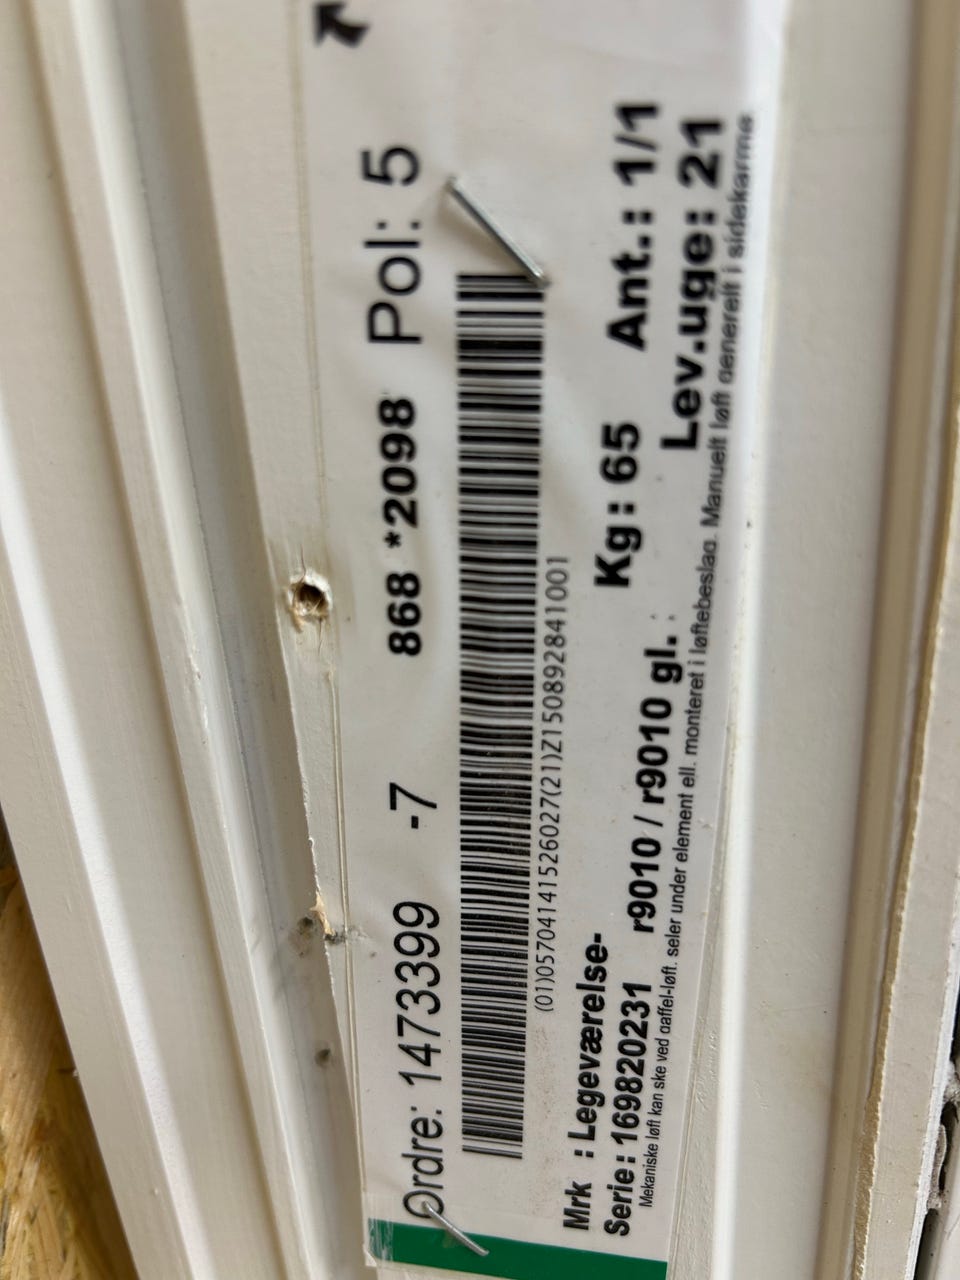 Ordre: 1473399 -7 868 *2098 Pol: 5
(01)05704141526027(21)Z150892841001
Mrk : Legeværelse- Kg: 65 Ant.: 1/1
Serie: 169820231 r9010 / r9010 gl. Lev.uge: 21
Mekaniske løft kan ske ved gaffel-løft. seler under element ell. monteret i løftebeslag. Manuelt løft generelt i sidekarme